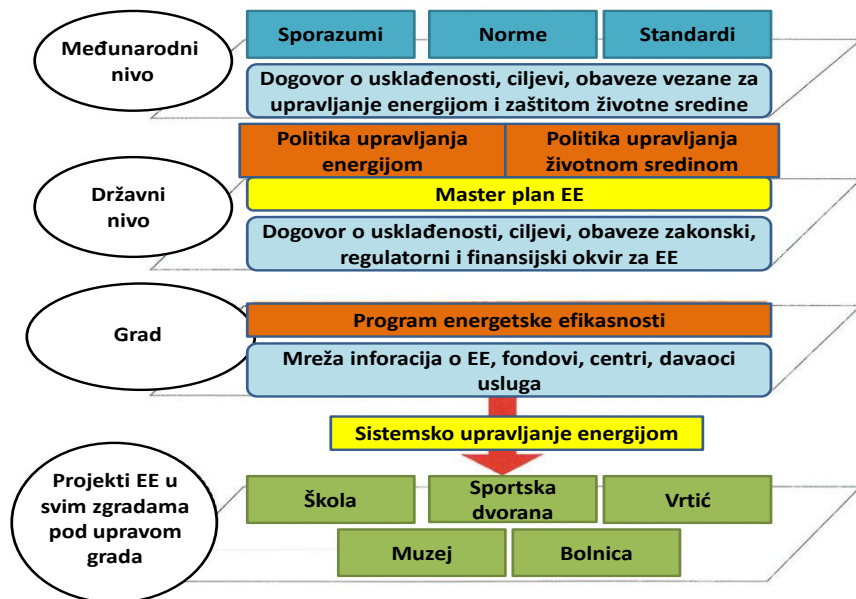 Međunarodni
nivo
Sporazumi
Norme
Standardi
Dogovor o usklađenosti, ciljevi, obaveze vezane za
upravljanje energijom i zaštitom životne sredine
Državni
nivo
Politika upravljanja
energijom
Politika upravljanja
životnom sredinom
Master plan EE
Dogovor o usklađenosti, ciljevi, obaveze zakonski,
regulatorni i finansijski okvir za EE
Grad
Program energetske efikasnosti
Mreža inforacija o EE, fondovi, centri, davaoci
usluga
Sistemsko upravljanje energijom
Projekti EE u
svim zgradama
pod upravom
grada
Škola
Sportska
dvorana
Vrtić
Muzej
Bolnica